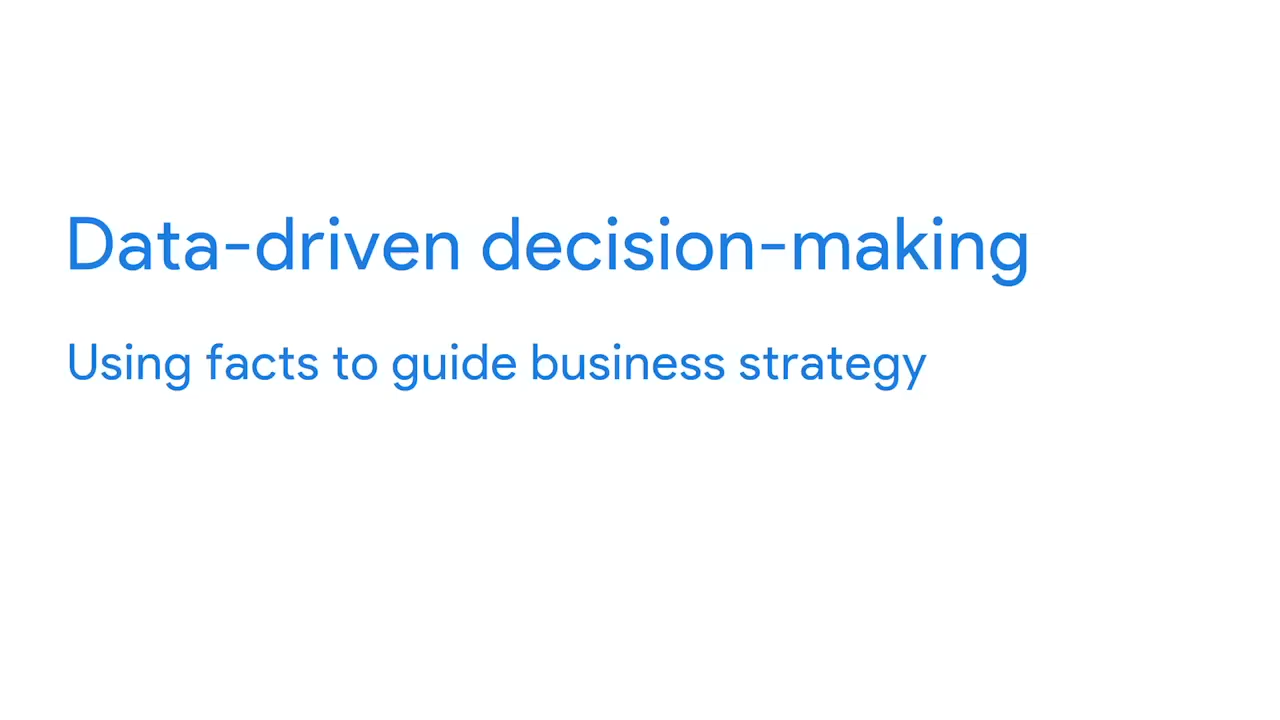 Data-driven decision-making
Using facts to guide business strategy